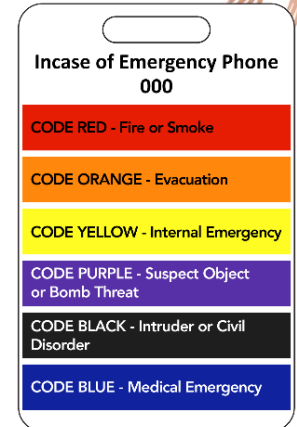 Incase of Emergency Phone
000
CODE RED - Fire or Smoke
CODE ORANGE - Evacuation
CODE YELLOW - Internal Emergency
CODE PURPLE - Suspect Object
or Bomb Threat
CODE BLACK - Intruder or Civil
Disorder
CODE BLUE - Medical Emergency